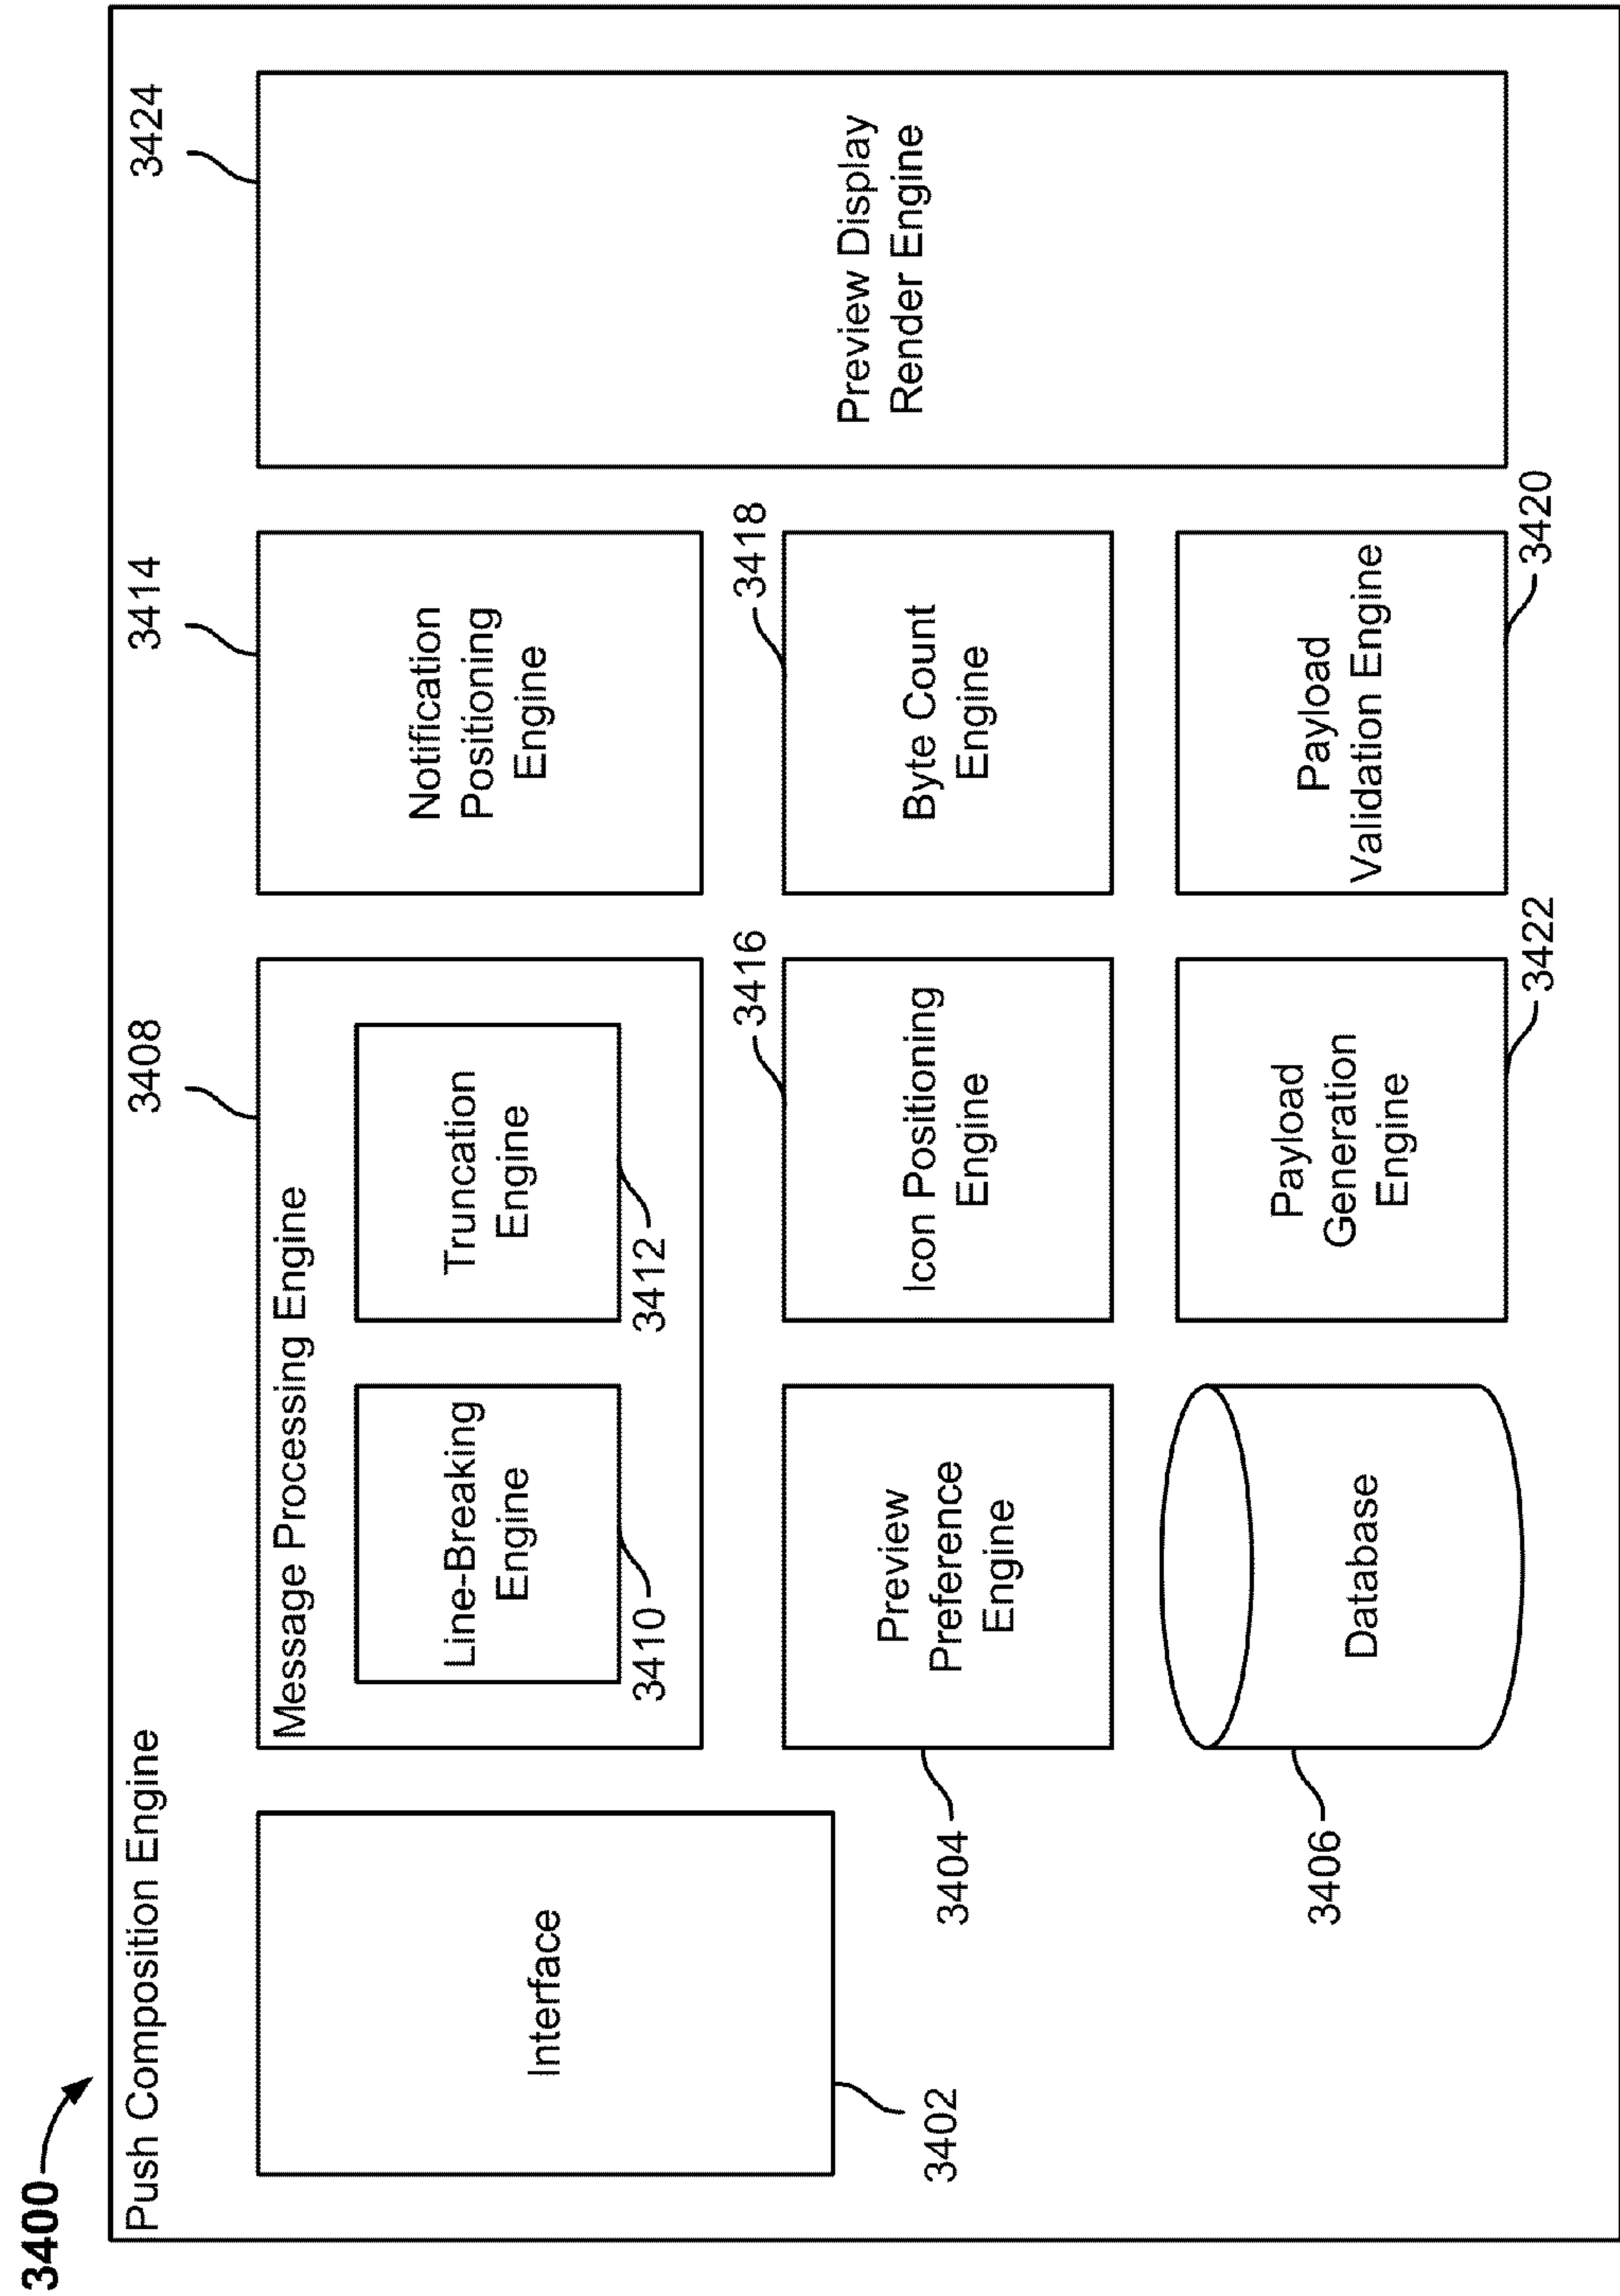 3400
Push Composition Engine
Interface
3402
Message Processing Engine
3408
Line-Breaking
Engine
3410
Truncation
Engine
3412
Notification
Positioning
Engine
3414
Preview Display
Render Engine
3424
Preview
Preference
Engine
3404
Icon Positioning
Engine
3416
Byte Count
Engine
3418
Database
3406
Payload
Generation
Engine
3422
Payload
Validation Engine
3420